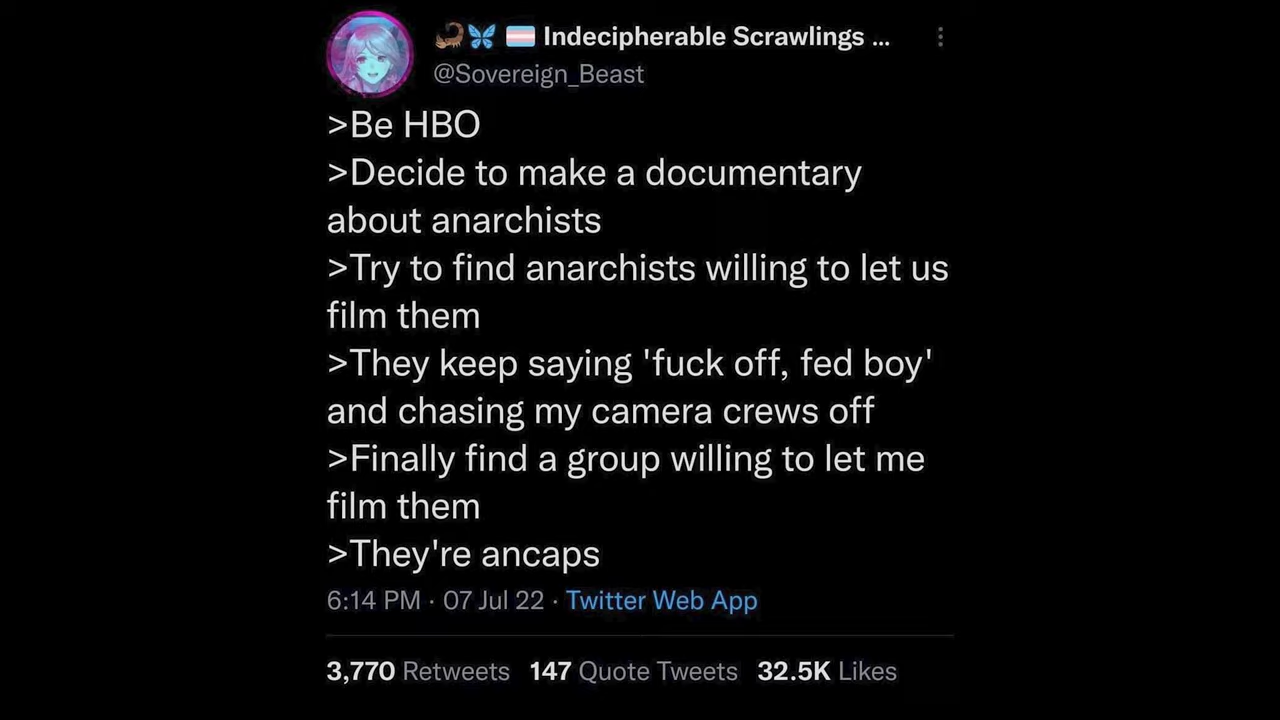 🦂🦋 🏳️‍⚧️ Indecipherable Scrawlings ...
@Sovereign_Beast
>Be HBO
>Decide to make a documentary
about anarchists
>Try to find anarchists willing to let us
film them
>They keep saying 'fuck off, fed boy'
and chasing my camera crews off
>Finally find a group willing to let me
film them
>They're ancaps
6:14 PM · 07 Jul 22 · Twitter Web App
3,770 Retweets 147 Quote Tweets 32.5K Likes